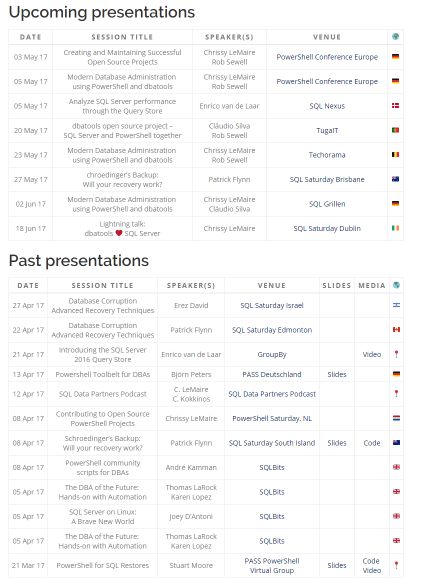 Upcoming presentations
DATE SESSION TITLE SPEAKER(S) VENUE
03 May 17 Creating and Maintaining Successful Open Source Projects Chrissy LeMaire Rob Sewell PowerShell Conference Europe
05 May 17 Modern Database Administration using PowerShell and dbatools Chrissy LeMaire Rob Sewell PowerShell Conference Europe
05 May 17 Analyze SQL Server performance through the Query Store Enrico van de Laar SQL Nexus
20 May 17 dbatools open source project – SQL Server and PowerShell together Cláudio Silva Rob Sewell TugaIT
23 May 17 Modern Database Administration using PowerShell and dbatools Chrissy LeMaire Rob Sewell Techorama
27 May 17 chroedinger's Backup: Will your recovery work? Patrick Flynn SQL Saturday Brisbane
02 Jun 17 Modern Database Administration using PowerShell and dbatools Chrissy LeMaire Cláudio Silva SQL Grillen
18 Jun 17 Lightning talk: dbatools ❤ SQL Server Chrissy LeMaire SQL Saturday Dublin
Past presentations
DATE SESSION TITLE SPEAKER(S) VENUE SLIDES MEDIA
27 Apr 17 Database Corruption Advanced Recovery Techniques Erez David SQL Saturday Israel
22 Apr 17 Database Corruption Advanced Recovery Techniques Patrick Flynn SQL Saturday Edmonton
21 Apr 17 Introducing the SQL Server 2016 Query Store Enrico van de Laar GroupBy Video
13 Apr 17 Powershell Toolbelt für DBAs Björn Peters PASS Deutschland Slides
12 Apr 17 SQL Data Partners Podcast C. LeMaire C. Kokkinos SQL Data Partners Podcast
08 Apr 17 Contributing to Open Source PowerShell Projects Chrissy LeMaire PowerShell Saturday. NL
08 Apr 17 Schroedinger's Backup: Will your recovery work? Patrick Flynn SQL Saturday South Island Slides Code
08 Apr 17 PowerShell community scripts for DBAs André Kamman SQLBits
05 Apr 17 The DBA of the Future: Hands-on with Automation Thomas LaRock Karen Lopez SQLBits
05 Apr 17 SQL Server on Linux: A Brave New World Joey D'Antoni SQLBits
05 Apr 17 The DBA of the Future: Hands-on with Automation Thomas LaRock Karen Lopez SQLBits
21 Mar 17 PowerShell for SQL Restores Stuart Moore PASS PowerShell Virtual Group Slides Code Video